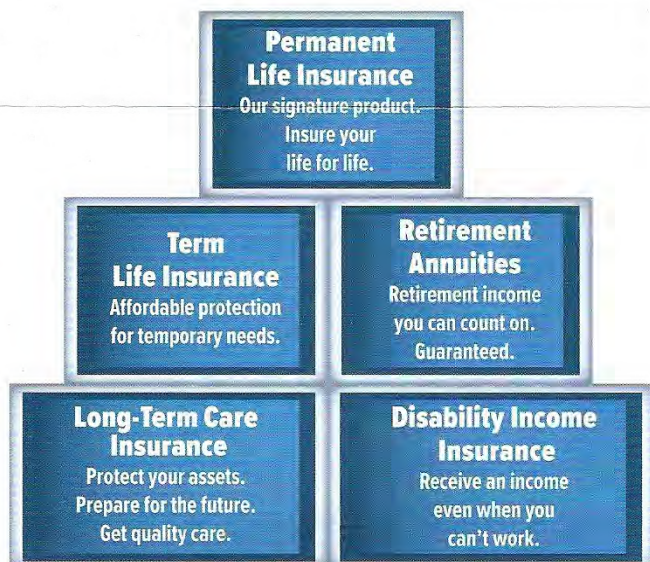 Permanent
Life Insurance
Our signature product.
Insure your
life for life.
Term
Life Insurance
Affordable protection
for temporary needs.
Retirement
Annuities
Retirement income
you can count on.
Guaranteed.
Long-Term Care
Insurance
Protect your assets.
Prepare for the future.
Get quality care.
Disability Income
Insurance
Receive an income
even when you
can't work.